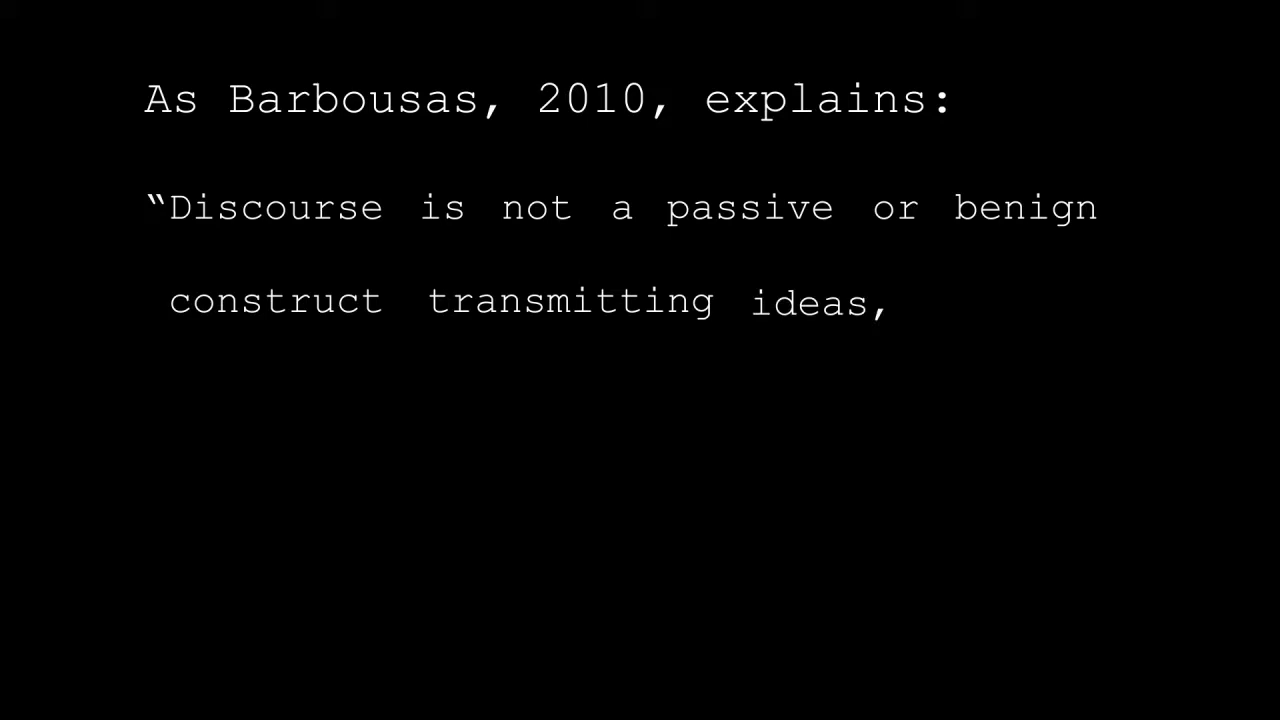 As Barbousas, 2010, explains:
“Discourse is not a passive or benign
construct transmitting ideas,